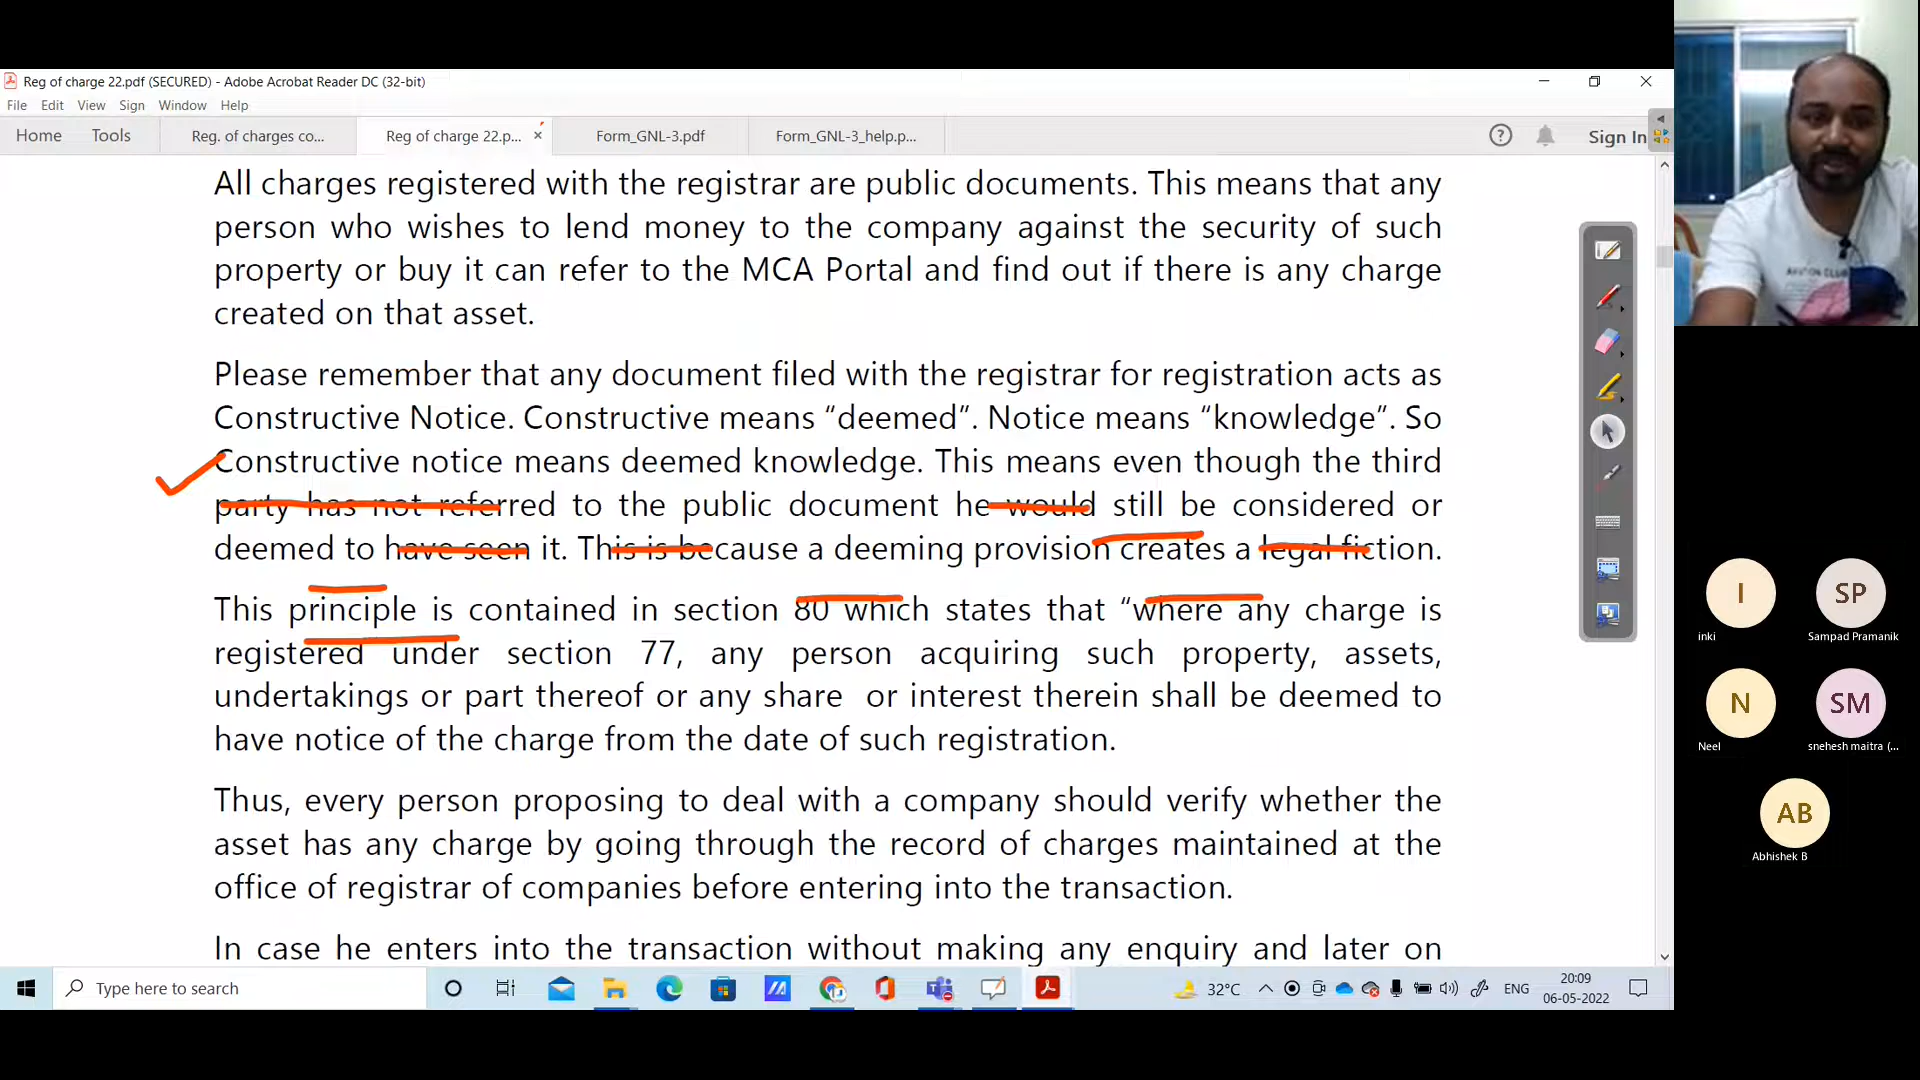 Reg of charge 22.pdf (SECURED) - Adobe Acrobat Reader DC (32-bit)
File Edit View Sign Window Help
Home Tools Reg. of charges co... Reg of charge 22.p... × Form_GNL-3.pdf Form_GNL-3_help.p... Sign In
All charges registered with the registrar are public documents. This means that any
person who wishes to lend money to the company against the security of such
property or buy it can refer to the MCA Portal and find out if there is any charge
created on that asset.
Please remember that any document filed with the registrar for registration acts as
Constructive Notice. Constructive means “deemed”. Notice means “knowledge”. So
Constructive notice means deemed knowledge. This means even though the third
party has not referred to the public document he would still be considered or
deemed to have seen it. This is because a deeming provision creates a legal fiction.
This principle is contained in section 80 which states that “where any charge is
registered under section 77, any person acquiring such property, assets,
undertakings or part thereof or any share or interest therein shall be deemed to
have notice of the charge from the date of such registration.
Thus, every person proposing to deal with a company should verify whether the
asset has any charge by going through the record of charges maintained at the
office of registrar of companies before entering into the transaction.
In case he enters into the transaction without making any enquiry and later on
I SP
inki Sampad Pramanik
N SM
Neel snehesh maitra (...
AB
Abhishek B
Type here to search 32°C ENG 20:09
06-05-2022